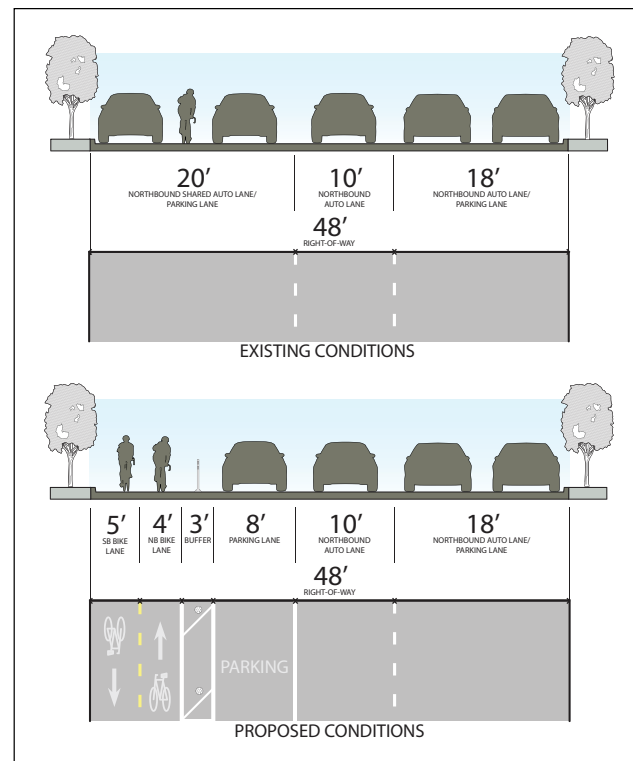 20’ 10’ 18’
NORTHBOUND SHARED AUTO LANE/ NORTHBOUND NORTHBOUND AUTO LANE/
PARKING LANE AUTO LANE PARKING LANE
48’
RIGHT-OF-WAY
EXISTING CONDITIONS
5’ 4’ 3’ 8’ 10’ 18’
SB BIKE NB BIKE BUFFER PARKING LANE NORTHBOUND NORTHBOUND AUTO LANE/
LANE LANE AUTO LANE PARKING LANE
48’
RIGHT-OF-WAY
PARKING
PROPOSED CONDITIONS